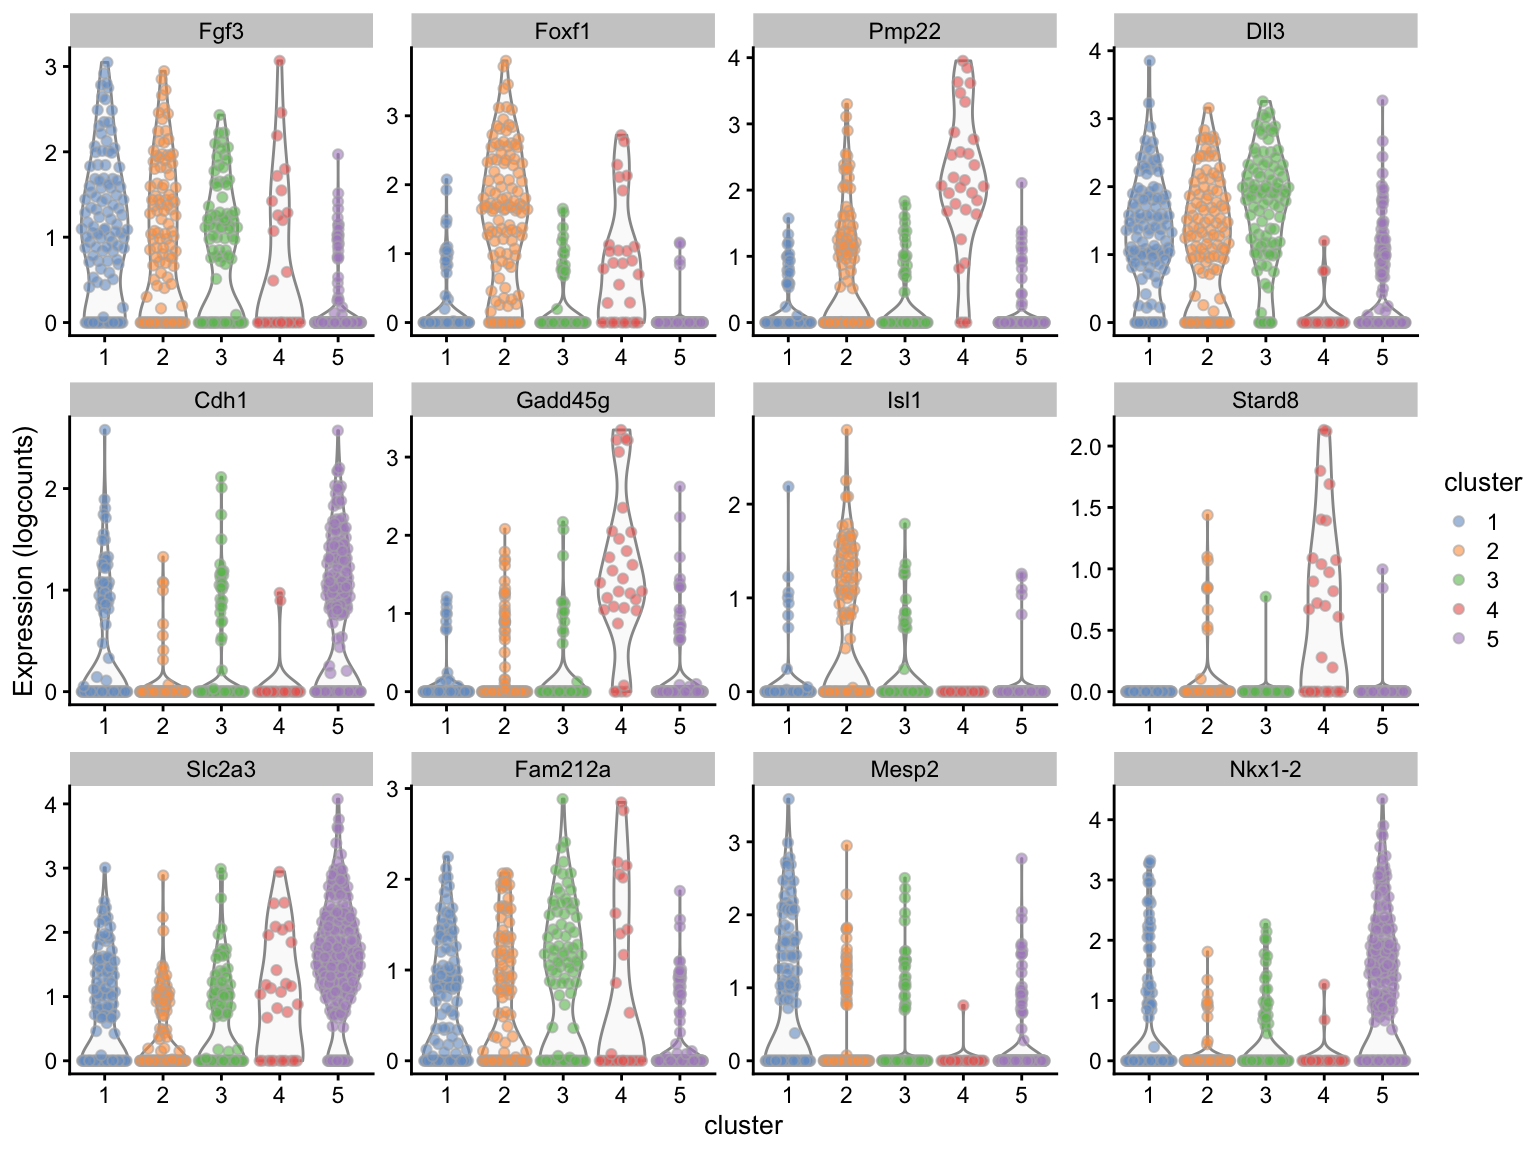 Fgf3 Foxf1 Pmp22 Dll3
3 2 1 0
3 2 1 0
4 3 2 1 0
4 3 2 1 0
1 2 3 4 5
1 2 3 4 5
1 2 3 4 5
1 2 3 4 5
Cdh1 Gadd45g Isl1 Stard8
2 1 0
3 2 1 0
2 1 0
2.0 1.5 1.0 0.5 0.0
1 2 3 4 5
1 2 3 4 5
1 2 3 4 5
1 2 3 4 5
Slc2a3 Fam212a Mesp2 Nkx1-2
4 3 2 1 0
3 2 1 0
3 2 1 0
4 3 2 1 0
1 2 3 4 5
1 2 3 4 5
1 2 3 4 5
1 2 3 4 5
Expression (logcounts)
cluster
cluster
1
2
3
4
5